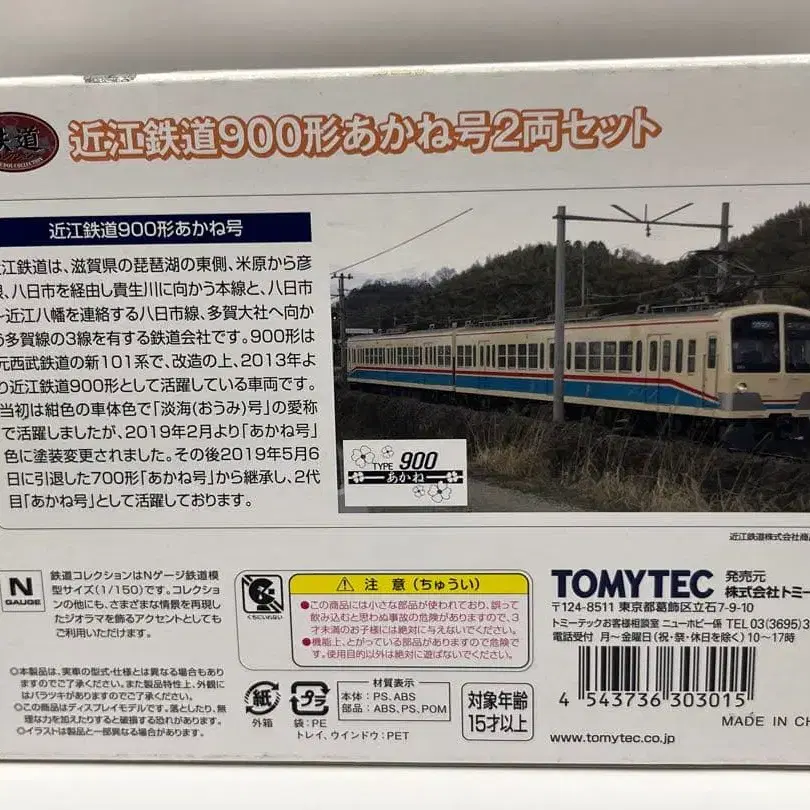 鉄道
近江鉄道900形あかね号2両セット
近江鉄道900形あかね号
江鉄道は、滋賀県の琵琶湖の東側、米原から彦
、八日市を経由し貴生川に向かう本線と、八日市
~近江八幡を連絡する八日市線、多賀大社へ向か
う多賀線の3線を有する鉄道会社です。900形は
元西武鉄道の新101系で、改造の上、2013年よ
り近江鉄道900形として活躍している車両です。
当初は紺色の車体色で「淡海(おうみ)号」の愛称
で活躍しましたが、2019年2月より「あかね号」
色に塗装変更されました。その後2019年5月6
日に引退した700形「あかね号」から継承し、2代
目「あかね号」として活躍しております。
TYPE 900
あかね
近江鉄道株式会社商品
N
GAUGE
鉄道コレクションはNゲージ鉄道模
型サイズ(1/150)です。コレクション
の他にも、さまざまな情景を再現し
たジオラマを飾るアクセントとしても
ご利用いただけます。
くちにいれない
注意(ちゅうい)
●この商品には小さな部品が使われており、誤って
飲み込むと思わぬ事故の危険がありますので、3
才未満のお子様には絶対に与えないでください。
●機能上、とがっている部品がありますので危険で
す。使用目的以外は絶対に遊ばないでください。
TOMYTEC
発売元
株式会社トミー
〒124-8511 東京都葛飾区立石7-9-10
トミーテックお客様相談室 ニューホビー係 TEL 03(3695)3
電話受付 月~金曜日(祝・祭・休日を除く)10~17時
◎本製品は、実車の型式・仕様とは異なる場合もあり
ますのでご了承ください。また製品特性上、外観に
はバラツキがありますのでご了承ください。
◎この商品はディスプレイモデルです。落としたり、無
理な力を加えたりすると破損する恐れがあります。
◎イラストは製品と一部異なる場合があります。
紙
外箱
プラ
袋:PE
トレイ、ウインドウ:PET
材質表示
本体:PS、ABS
部品:ABS、PS、POM
対象年齢
15才以上
4 543736 303015
MADE IN CH
www.tomytec.co.jp